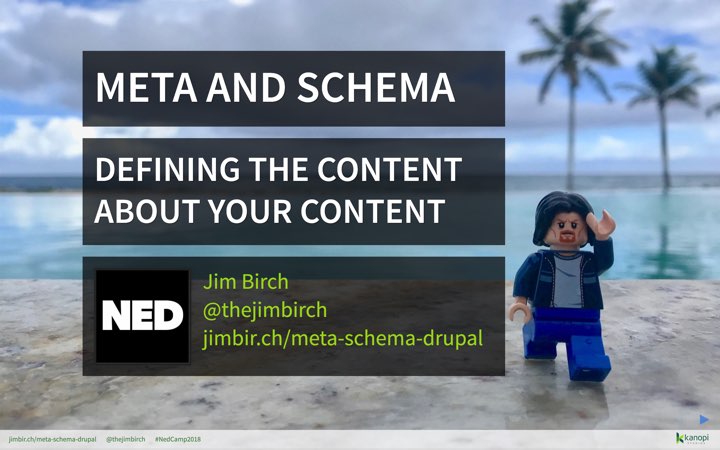 META AND SCHEMA
DEFINING THE CONTENT
ABOUT YOUR CONTENT
NED
Jim Birch
@thejimbirch
jimbir.ch/meta-schema-drupal
jimbir.ch/meta-schema-drupal @thejimbirch #NedCamp2018
kanopi